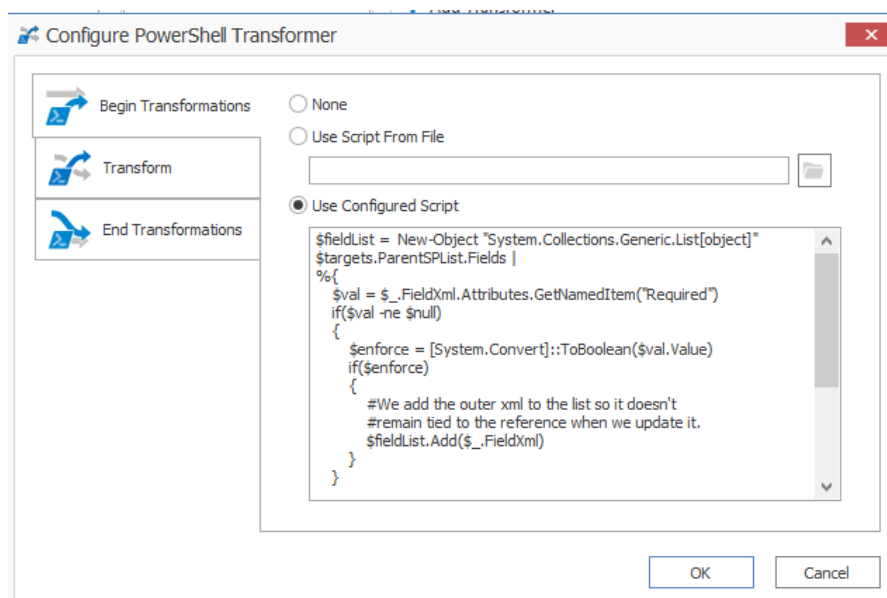 Configure PowerShell Transformer
Begin Transformations
Transform
End Transformations
None
Use Script From File
Use Configured Script
$fieldList =  New-Object "System.Collections.Generic.List[object]"
$targets.ParentSPList.Fields |
%{
   $val = $_.FieldXml.Attributes.GetNamedItem("Required")
   if($val -ne $null)
   {
      $enforce = [System.Convert]::ToBoolean($val.Value)
      if($enforce)
      {
         #We add the outer xml to the list so it doesn't
         #remain tied to the reference when we update it.
         $fieldList.Add($_.FieldXml)
      }
   }
OK
Cancel